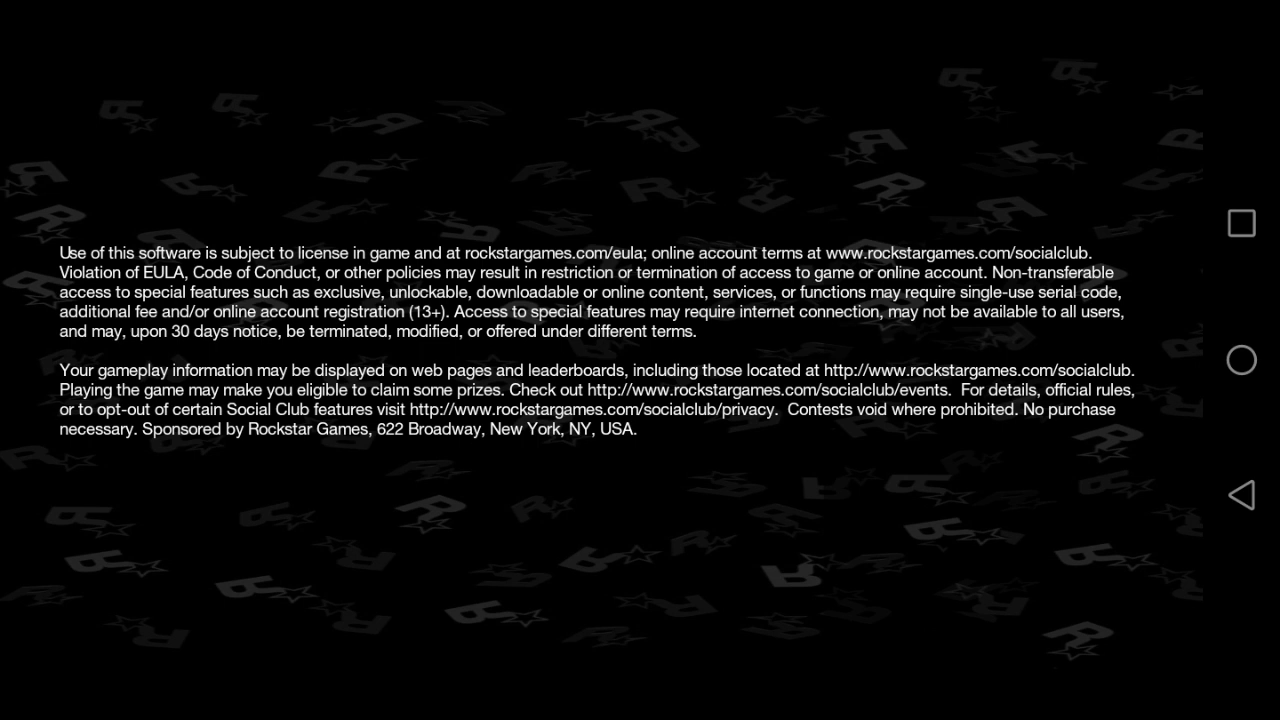 Use of this software is subject to license in game and at rockstargames.com/eula; online account terms at www.rockstargames.com/socialclub.
Violation of EULA, Code of Conduct, or other policies may result in restriction or termination of access to game or online account. Non-transferable
access to special features such as exclusive, unlockable, downloadable or online content, services, or functions may require single-use serial code,
additional fee and/or online account registration (13+). Access to special features may require internet connection, may not be available to all users,
and may, upon 30 days notice, be terminated, modified, or offered under different terms.
Your gameplay information may be displayed on web pages and leaderboards, including those located at http://www.rockstargames.com/socialclub.
Playing the game may make you eligible to claim some prizes. Check out http://www.rockstargames.com/socialclub/events.  For details, official rules,
or to opt-out of certain Social Club features visit http://www.rockstargames.com/socialclub/privacy.  Contests void where prohibited. No purchase
necessary. Sponsored by Rockstar Games, 622 Broadway, New York, NY, USA.